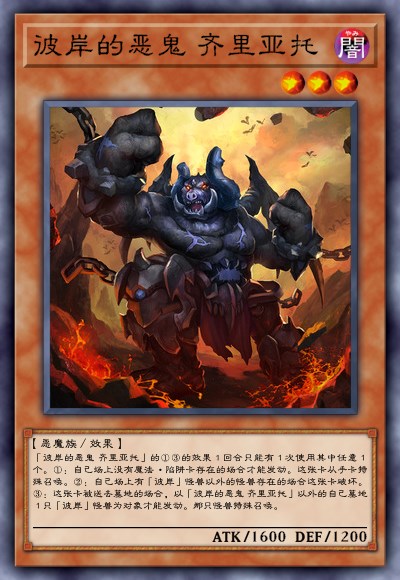 彼岸的恶鬼 齐里亚托
闇
やみ
【恶魔族／效果】
「彼岸的恶鬼 齐里亚托」的①③的效果１回合只能有１次使用其中任意１
个。①：自己场上没有魔法·陷阱卡存在的场合才能发动。这张卡从手卡特
殊召唤。②：自己场上有「彼岸」怪兽以外的怪兽存在的场合这张卡破坏。
③：这张卡被送去墓地的场合，以「彼岸的恶鬼 齐里亚托」以外的自己墓地
１只「彼岸」怪兽为对象才能发动。那只怪兽特殊召唤。
ATK/1600 DEF/1200